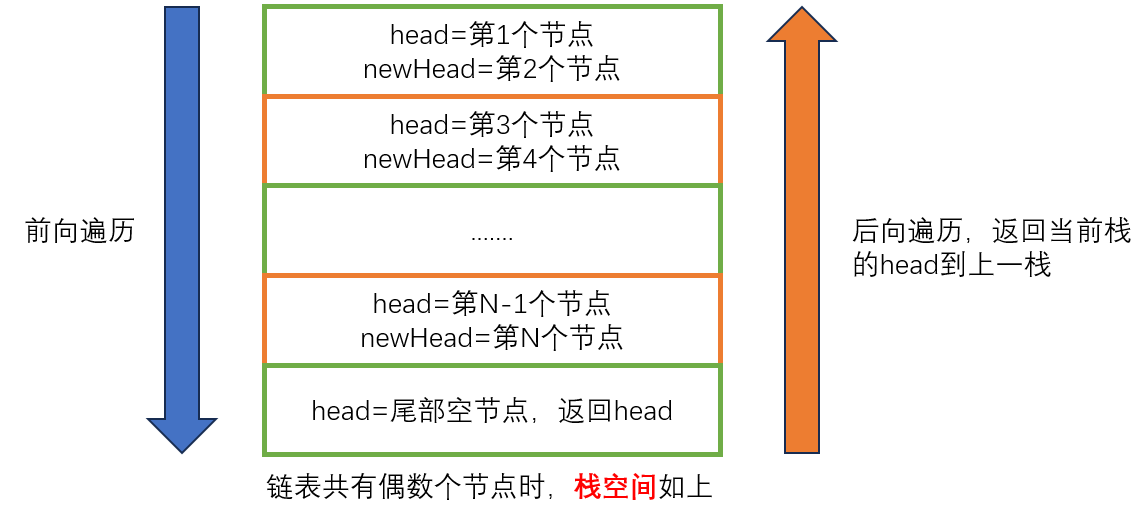 head=第1个节点
newHead=第2个节点
head=第3个节点
newHead=第4个节点
前向遍历
.......
后向遍历，返回当前栈
的head到上一栈
head=第N-1个节点
newHead=第N个节点
head=尾部空节点，返回head
链表共有偶数个节点时，栈空间如上